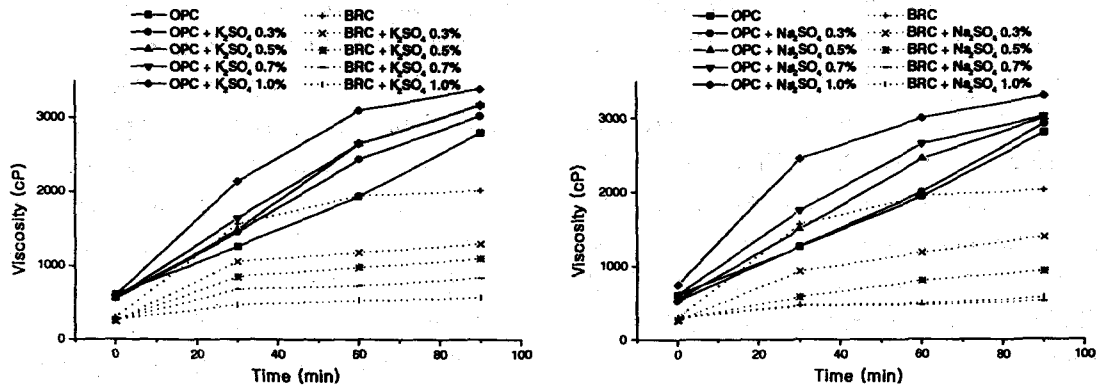 OPC
OPC + K₂SO₄ 0.3%
OPC + K₂SO₄ 0.5%
OPC + K₂SO₄ 0.7%
OPC + K₂SO₄ 1.0%
BRC
BRC + K₂SO₄ 0.3%
BRC + K₂SO₄ 0.5%
BRC + K₂SO₄ 0.7%
BRC + K₂SO₄ 1.0%
Viscosity (cP)
3000
2000
1000
0
0 20 40 60 80 100
Time (min)
OPC
OPC + Na₂SO₄ 0.3%
OPC + Na₂SO₄ 0.5%
OPC + Na₂SO₄ 0.7%
OPC + Na₂SO₄ 1.0%
BRC
BRC + Na₂SO₄ 0.3%
BRC + Na₂SO₄ 0.5%
BRC + Na₂SO₄ 0.7%
BRC + Na₂SO₄ 1.0%
Viscosity (cP)
3000
2000
1000
0
0 20 40 60 80 100
Time (min)